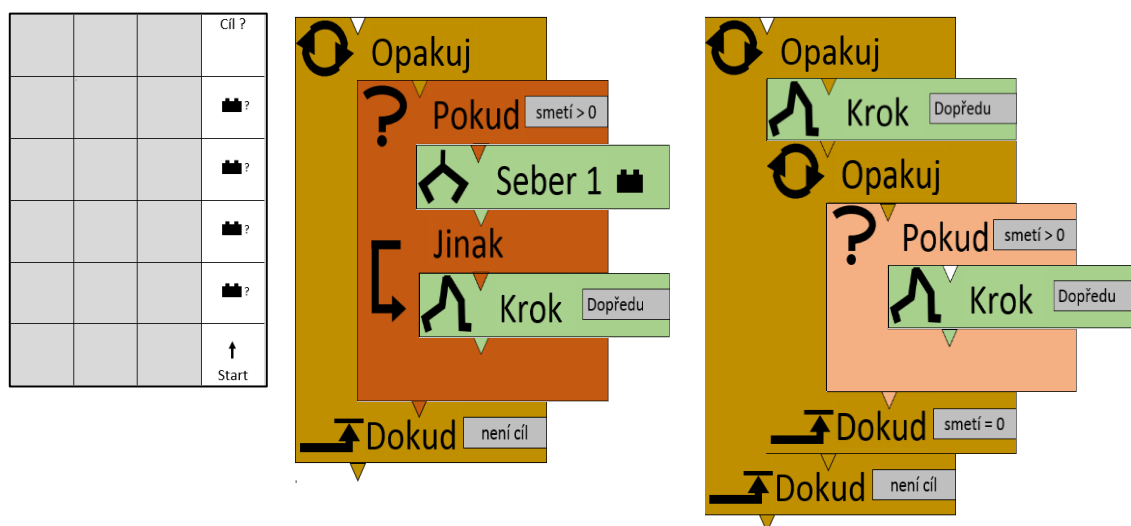 Cíl ?
?
?
?
?
Start
Opakuj
Pokud smetí > 0
Seber 1
Jinak
Krok Dopředu
Dokud není cíl
Opakuj
Krok Dopředu
Opakuj
Pokud smetí > 0
Krok Dopředu
Dokud smetí = 0
Dokud není cíl